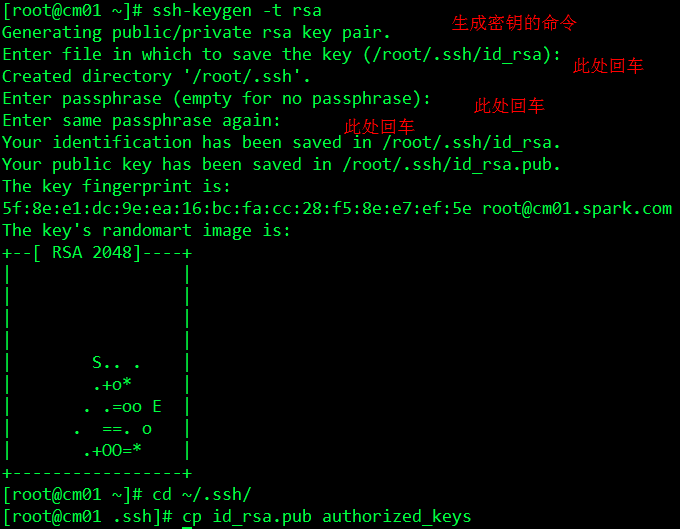 [root@cm01 ~]# ssh-keygen -t rsa 生成密钥的命令
Generating public/private rsa key pair.
Enter file in which to save the key (/root/.ssh/id_rsa): 此处回车
Created directory '/root/.ssh'.
Enter passphrase (empty for no passphrase): 此处回车
Enter same passphrase again: 此处回车
Your identification has been saved in /root/.ssh/id_rsa.
Your public key has been saved in /root/.ssh/id_rsa.pub.
The key fingerprint is:
5f:8e:e1:dc:9e:ea:16:bc:fa:cc:28:f5:8e:e7:ef:5e root@cm01.spark.com
The key's randomart image is:
+--[ RSA 2048]----+
|                 |
|                 |
|                 |
|                 |
|        S.. .    |
|        .+o*     |
|       . .=oo E  |
|      .  ==. o   |
|       .+OO=*    |
+-----------------+
[root@cm01 ~]# cd ~/.ssh/
[root@cm01 .ssh]# cp id_rsa.pub authorized_keys